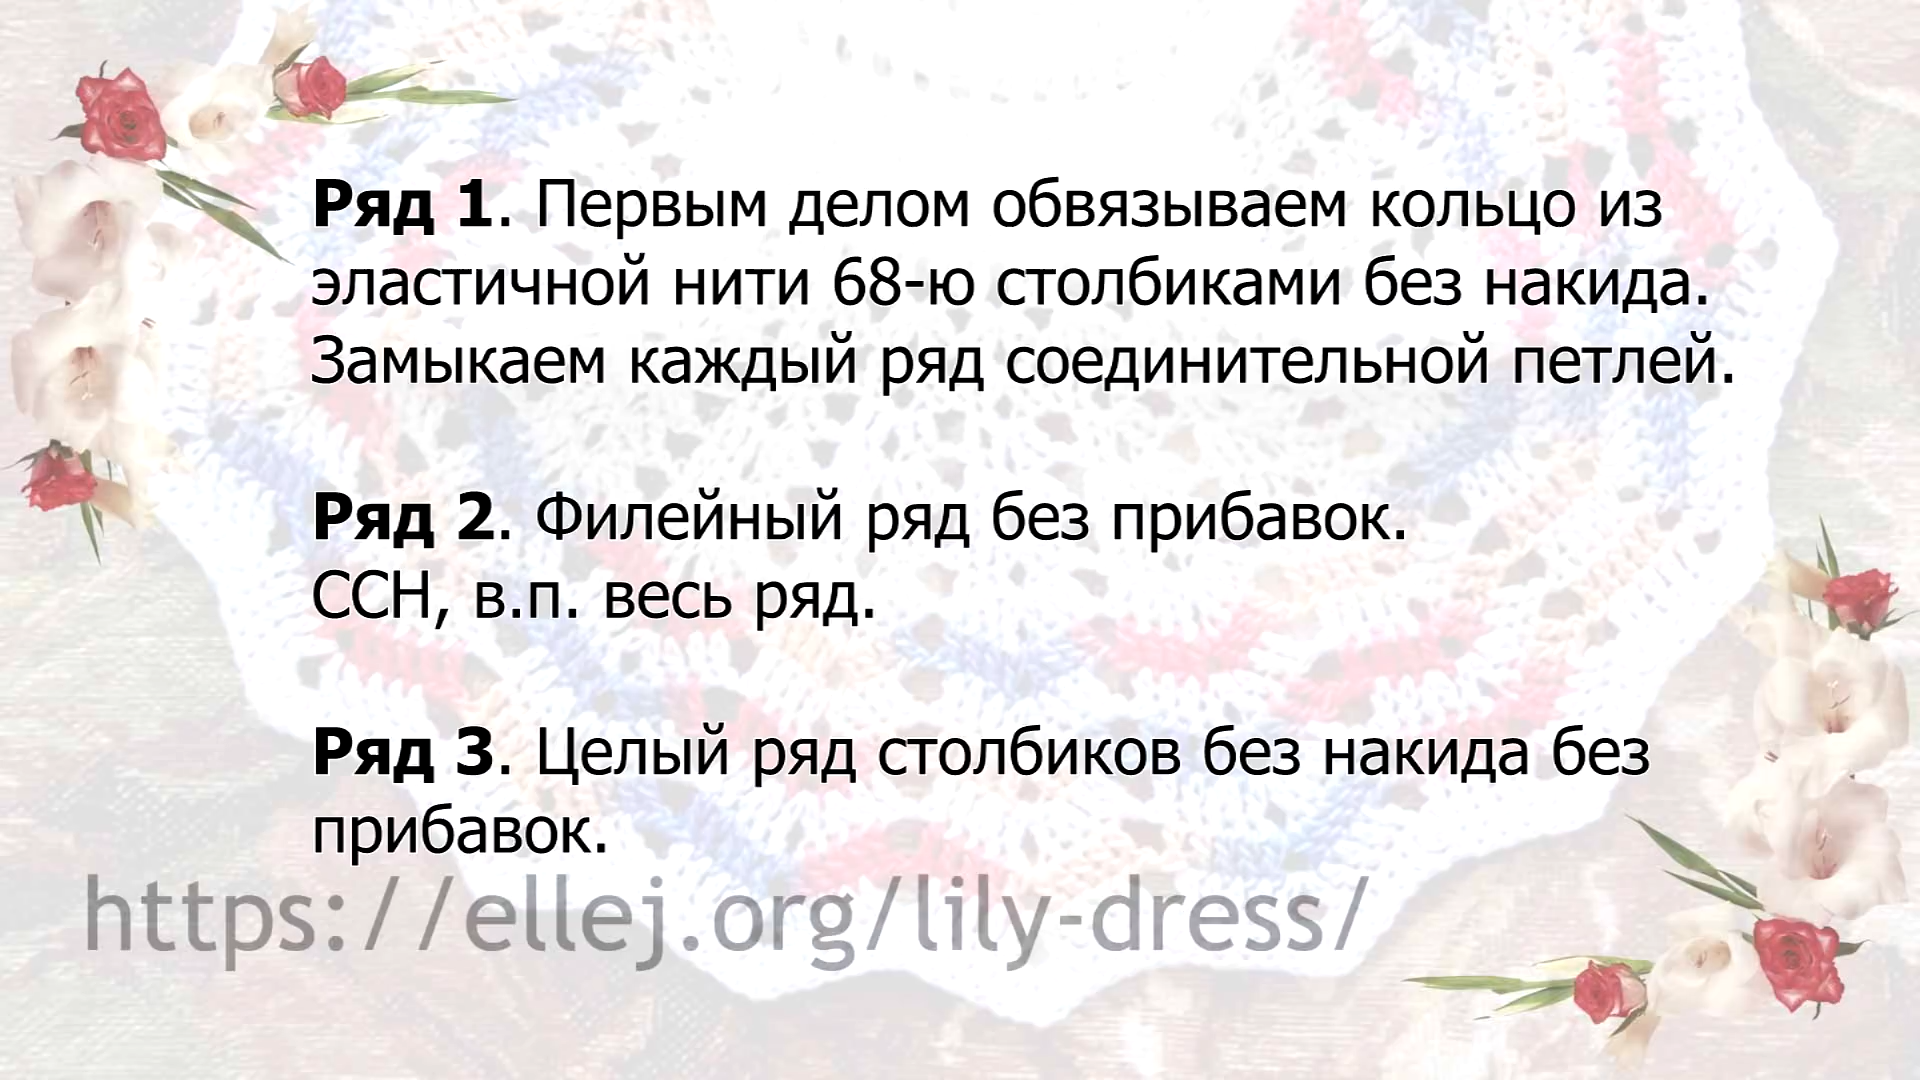 Ряд 1. Первым делом обвязываем кольцо из
эластичной нити 68-ю столбиками без накида.
Замыкаем каждый ряд соединительной петлей.
Ряд 2. Филейный ряд без прибавок.
ССН, в.п. весь ряд.
Ряд 3. Целый ряд столбиков без накида без
прибавок.
https://ellej.org/lily-dress/